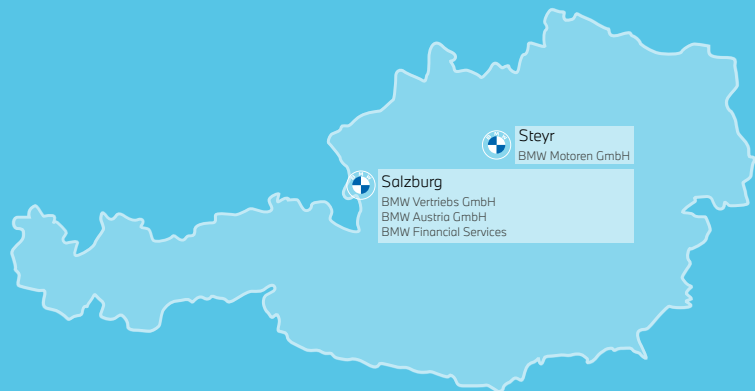 Steyr
BMW Motoren GmbH
Salzburg
BMW Vertriebs GmbH
BMW Austria GmbH
BMW Financial Services